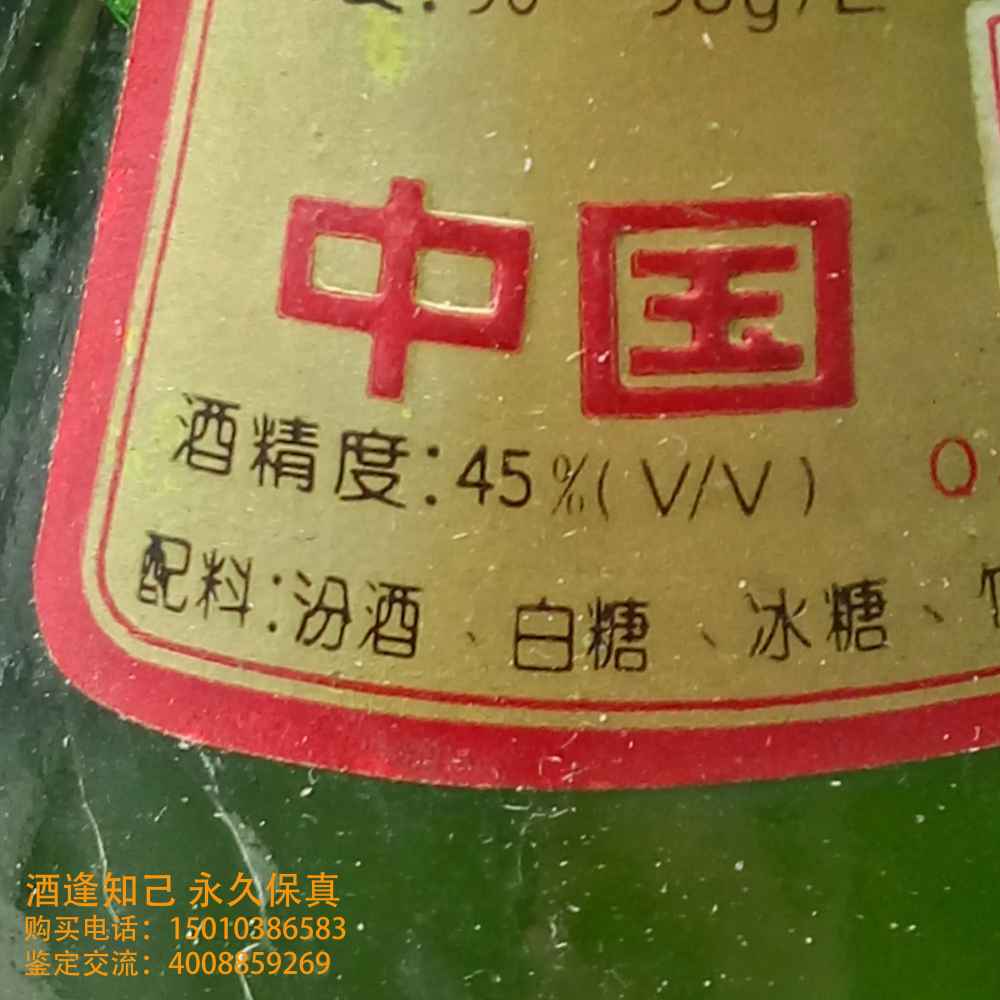 中国
酒精度:45%(V/V) Q
配料:汾酒、白糖、冰糖、
酒逢知己 永久保真
购买电话：15010386583
鉴定交流：4008859269